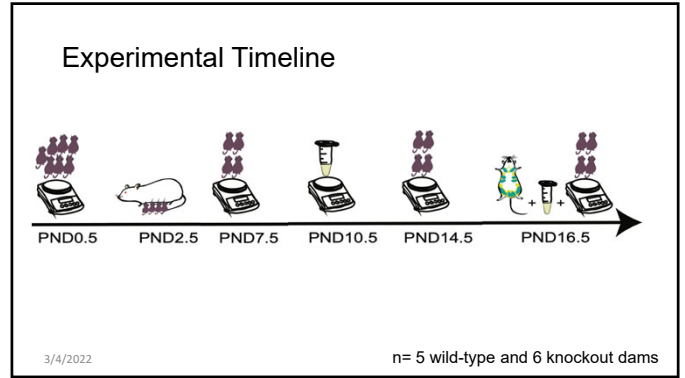 Experimental Timeline
+ +
PND0.5 PND2.5 PND7.5 PND10.5 PND14.5 PND16.5
3/4/2022 n= 5 wild-type and 6 knockout dams